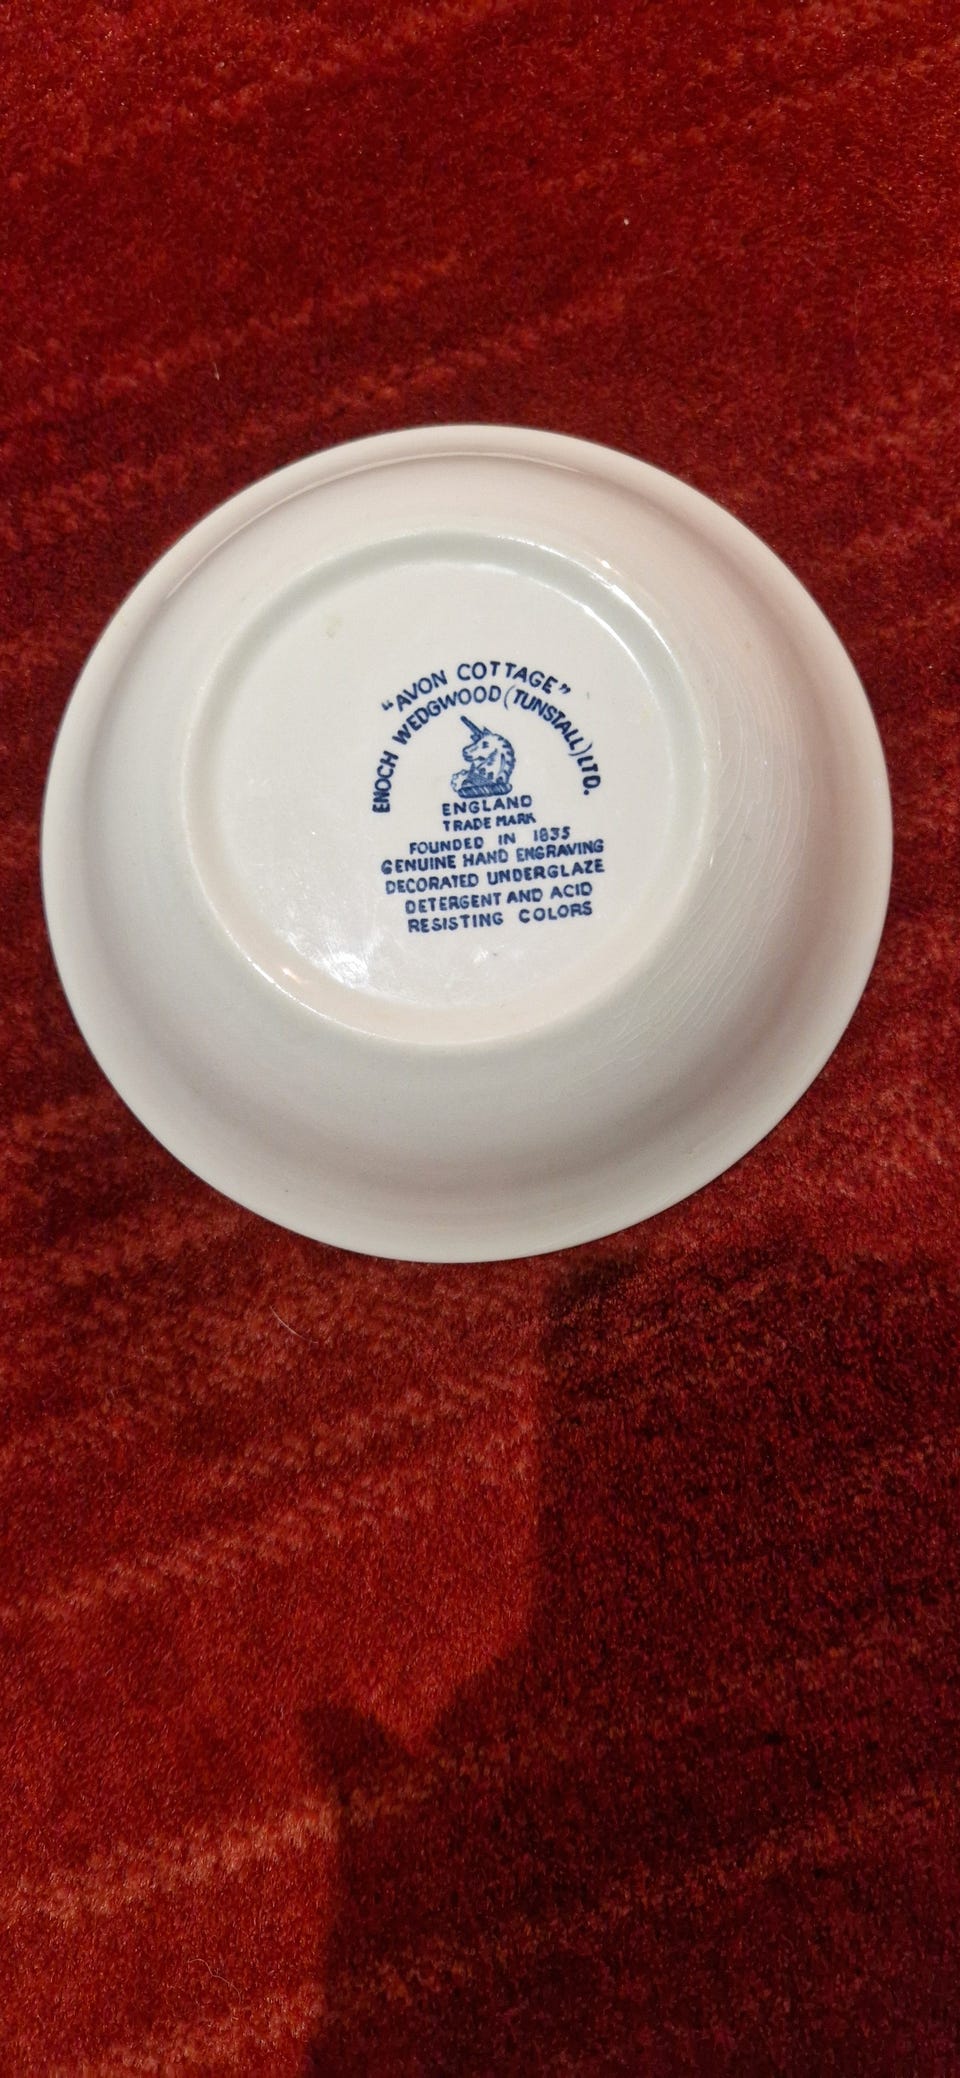 "AVON COTTAGE"
ENOCH WEDGWOOD (TUNSTALL) LTD.
ENGLAND
TRADE MARK
FOUNDED IN 1835
GENUINE HAND ENGRAVING
DECORATED UNDERGLAZE
DETERGENT AND ACID
RESISTING COLORS